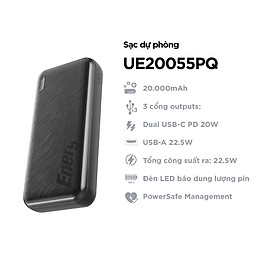 Sạc dự phòng
UE20055PQ
20.000mAh
3 cổng outputs:
Dual USB-C PD 20W
USB-A 22.5W
Tổng công suất ra: 22.5W
Đèn LED báo dung lượng pin
PowerSafe Management